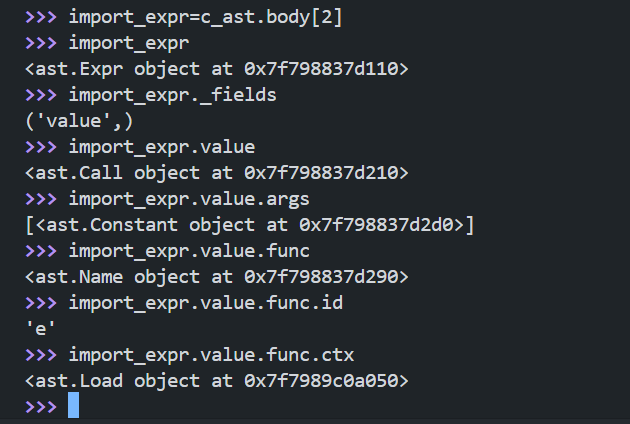 >>> import_expr=c_ast.body[2]
>>> import_expr
<ast.Expr object at 0x7f798837d110>
>>> import_expr._fields
('value',)
>>> import_expr.value
<ast.Call object at 0x7f798837d210>
>>> import_expr.value.args
[<ast.Constant object at 0x7f798837d2d0>]
>>> import_expr.value.func
<ast.Name object at 0x7f798837d290>
>>> import_expr.value.func.id
'e'
>>> import_expr.value.func.ctx
<ast.Load object at 0x7f7989c0a050>
>>>